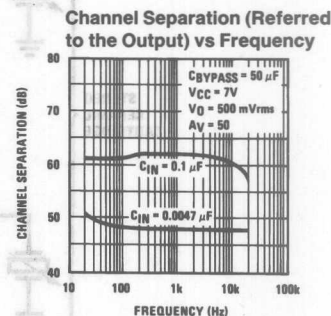 Channel Separation (Referred
to the Output) vs Frequency
CHANNEL SEPARATION (dB)
80
70
60
50
40
CBYPASS = 50 μF
VCC = 7V
VO = 500 mVrms
AV = 50
CIN = 0.1 μF
CIN = 0.0047 μF
10 100 1k 10k 100k
FREQUENCY (Hz)